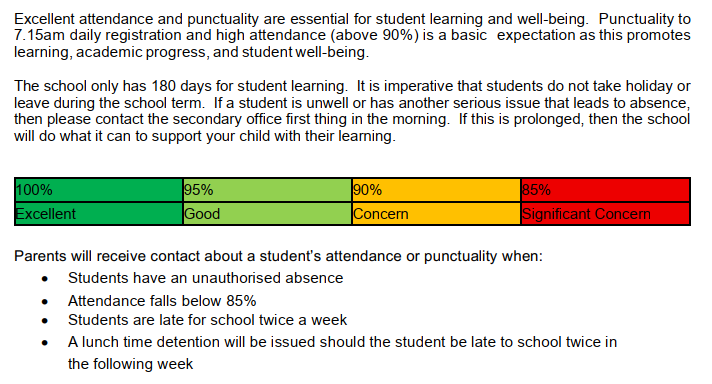 Excellent attendance and punctuality are essential for student learning and well-being. Punctuality to
7.15am daily registration and high attendance (above 90%) is a basic expectation as this promotes
learning, academic progress, and student well-being.
The school only has 180 days for student learning. It is imperative that students do not take holiday or
leave during the school term. If a student is unwell or has another serious issue that leads to absence,
then please contact the secondary office first thing in the morning. If this is prolonged, then the school
will do what it can to support your child with their learning.
100% 95% 90% 85%
Excellent Good Concern Significant Concern
Parents will receive contact about a student's attendance or punctuality when:
• Students have an unauthorised absence
• Attendance falls below 85%
• Students are late for school twice a week
• A lunch time detention will be issued should the student be late to school twice in
the following week